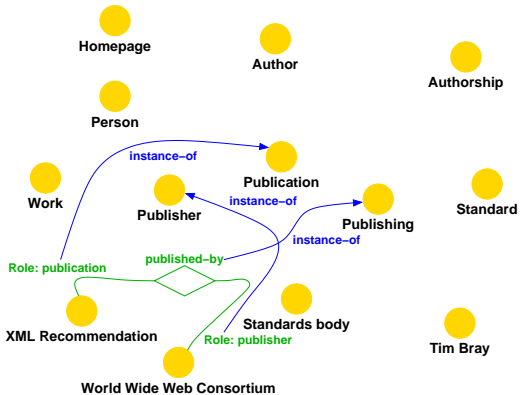 Homepage
Author
Authorship
Person
instance-of
Publication
Work
Publisher
instance-of
Publishing
Standard
instance-of
published-by
Role: publication
XML Recommendation
Standards body
Role: publisher
Tim Bray
World Wide Web Consortium